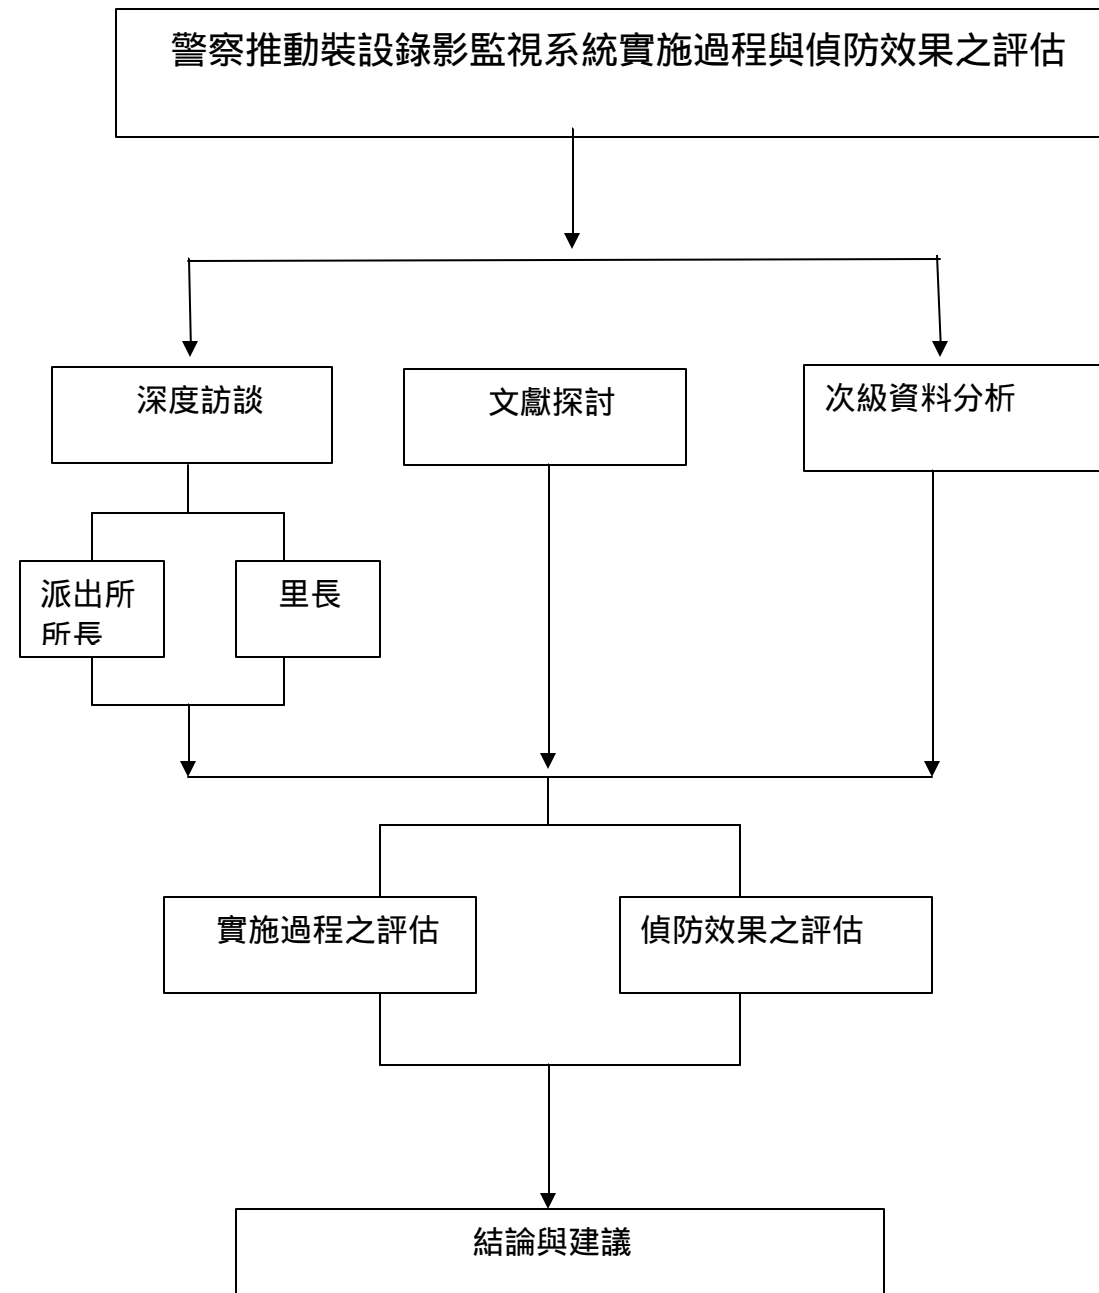 警察推動裝設錄影監視系統實施過程與偵防效果之評估
深度訪談
文獻探討
次級資料分析
派出所
所長
里長
實施過程之評估
偵防效果之評估
結論與建議